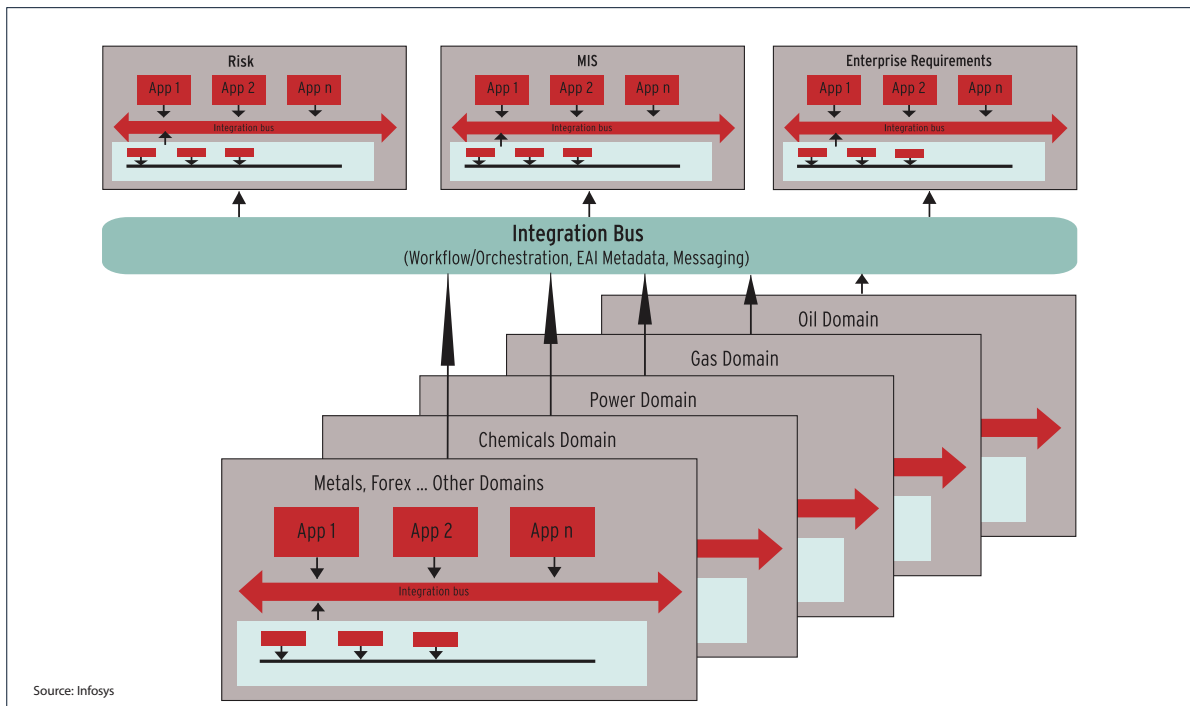 Risk
App 1
App 2
App n
Integration bus
MIS
App 1
App 2
App n
Integration bus
Enterprise Requirements
App 1
App 2
App n
Integration bus
Integration Bus
(Workflow/Orchestration, EAI Metadata, Messaging)
Oil Domain
Gas Domain
Power Domain
Chemicals Domain
Metals, Forex ... Other Domains
App 1
App 2
App n
Integration bus
Source: Infosys